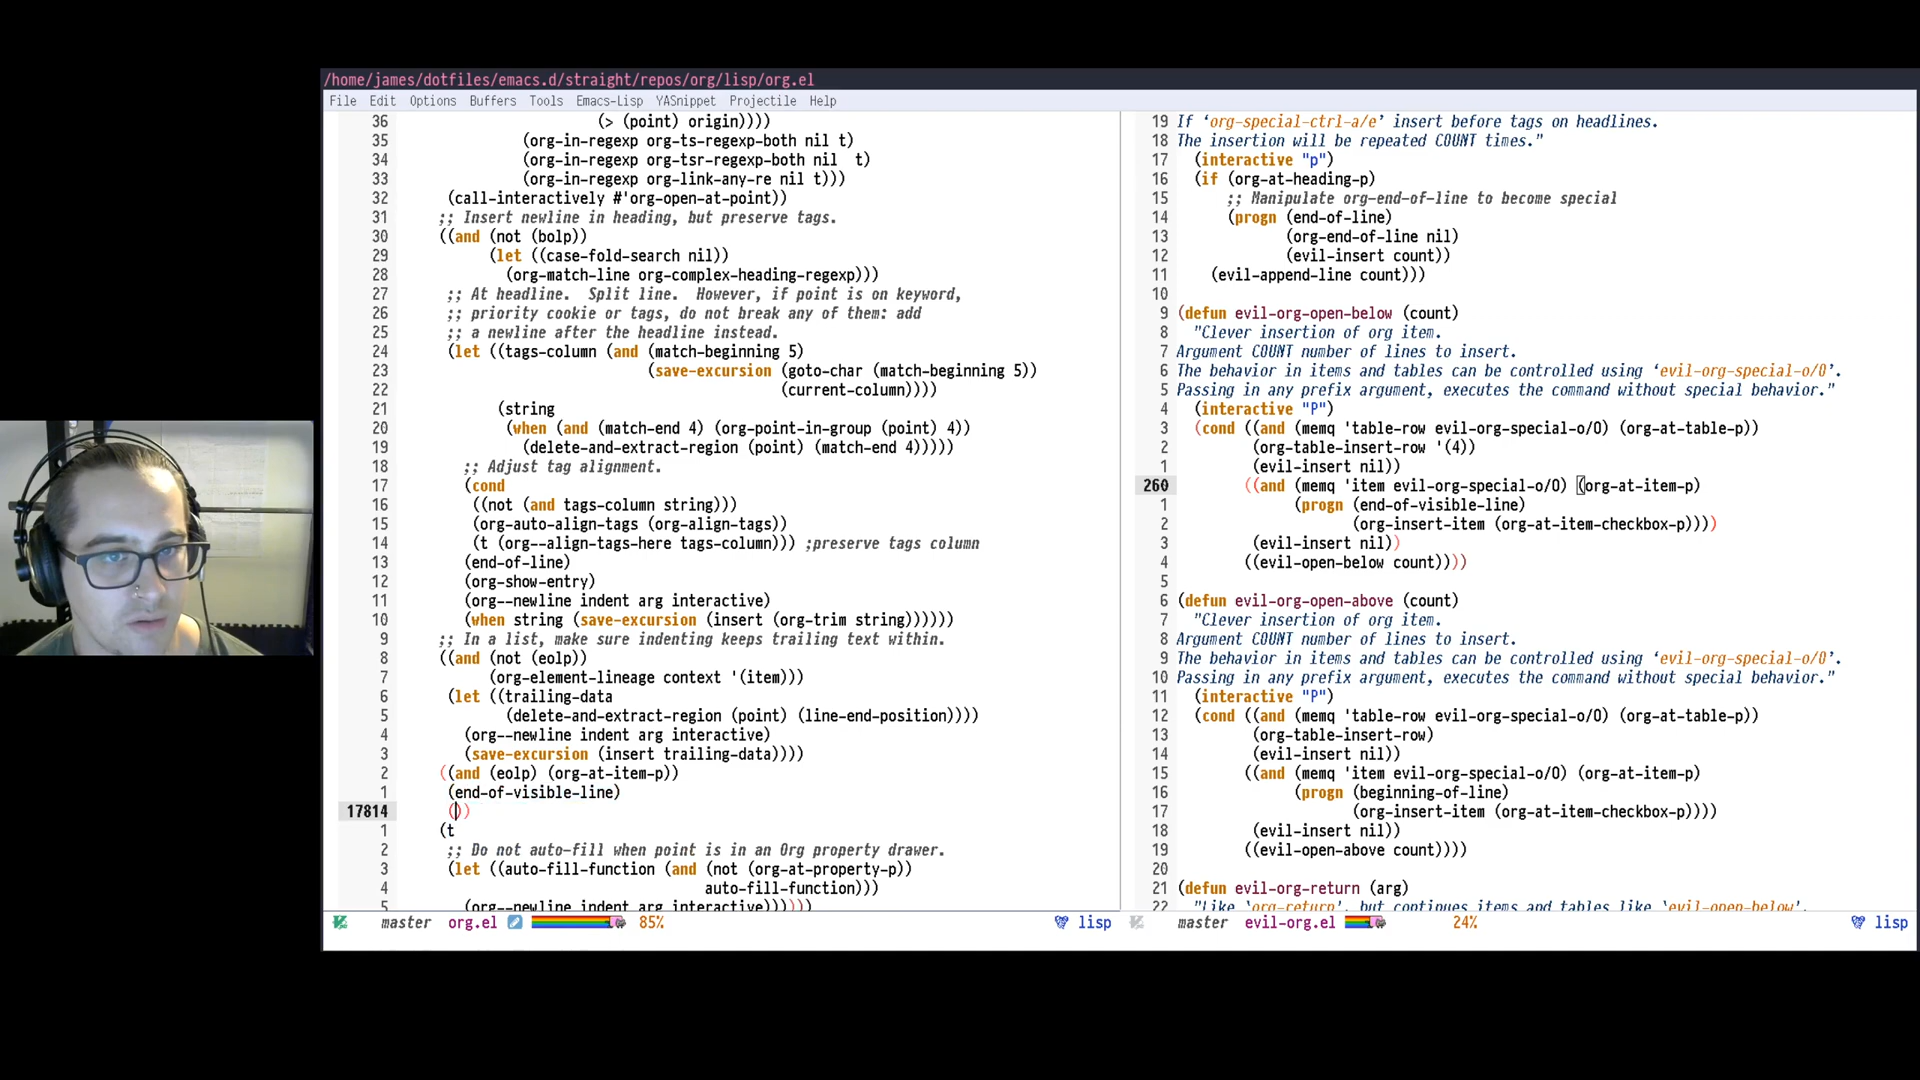 /home/james/dotfiles/emacs.d/straight/repos/org/lisp/org.el
File Edit Options Buffers Tools Emacs-Lisp YASnippet Projectile Help
36 (> (point) origin))))
35 (org-in-regexp org-ts-regexp-both nil t)
34 (org-in-regexp org-tsr-regexp-both nil  t)
33 (org-in-regexp org-link-any-re nil t)))
32 (call-interactively #'org-open-at-point))
31 ;; Insert newline in heading, but preserve tags.
30 ((and (not (bolp))
29 (let ((case-fold-search nil))
28 (org-match-line org-complex-heading-regexp)))
27 ;; At headline.  Split line.  However, if point is on keyword,
26 ;; priority cookie or tags, do not break any of them: add
25 ;; a newline after the headline instead.
24 (let ((tags-column (and (match-beginning 5)
23 (save-excursion (goto-char (match-beginning 5))
22 (current-column))))
21 (string
20 (when (and (match-end 4) (org-point-in-group (point) 4))
19 (delete-and-extract-region (point) (match-end 4)))))
18 ;; Adjust tag alignment.
17 (cond
16 ((not (and tags-column string)))
15 (org-auto-align-tags (org-align-tags))
14 (t (org--align-tags-here tags-column))) ;preserve tags column
13 (end-of-line)
12 (org-show-entry)
11 (org--newline indent arg interactive)
10 (when string (save-excursion (insert (org-trim string))))))
9 ;; In a list, make sure indenting keeps trailing text within.
8 ((and (not (eolp))
7 (org-element-lineage context '(item)))
6 (let ((trailing-data
5 (delete-and-extract-region (point) (line-end-position))))
4 (org--newline indent arg interactive)
3 (save-excursion (insert trailing-data))))
2 ((and (eolp) (org-at-item-p))
1 (end-of-visible-line)
17814 ())
1 (t
2 ;; Do not auto-fill when point is in an Org property drawer.
3 (let ((auto-fill-function (and (not (org-at-property-p))
4 auto-fill-function)))
5 (org--newline indent arg interactive))))))
master org.el 85% lisp
19 If ‘org-special-ctrl-a/e’ insert before tags on headlines.
18 The insertion will be repeated COUNT times."
17 (interactive "p")
16 (if (org-at-heading-p)
15 ;; Manipulate org-end-of-line to become special
14 (progn (end-of-line)
13 (org-end-of-line nil)
12 (evil-insert count))
11 (evil-append-line count)))
10
9 (defun evil-org-open-below (count)
8 "Clever insertion of org item.
7 Argument COUNT number of lines to insert.
6 The behavior in items and tables can be controlled using ‘evil-org-special-o/O’.
5 Passing in any prefix argument, executes the command without special behavior."
4 (interactive "P")
3 (cond ((and (memq 'table-row evil-org-special-o/O) (org-at-table-p))
2 (org-table-insert-row '(4))
1 (evil-insert nil))
260 ((and (memq 'item evil-org-special-o/O) (org-at-item-p)
1 (progn (end-of-visible-line)
2 (org-insert-item (org-at-item-checkbox-p))))
3 (evil-insert nil))
4 ((evil-open-below count))))
5
6 (defun evil-org-open-above (count)
7 "Clever insertion of org item.
8 Argument COUNT number of lines to insert.
9 The behavior in items and tables can be controlled using ‘evil-org-special-o/O’.
10 Passing in any prefix argument, executes the command without special behavior."
11 (interactive "P")
12 (cond ((and (memq 'table-row evil-org-special-o/O) (org-at-table-p))
13 (org-table-insert-row)
14 (evil-insert nil))
15 ((and (memq 'item evil-org-special-o/O) (org-at-item-p)
16 (progn (beginning-of-line)
17 (org-insert-item (org-at-item-checkbox-p))))
18 (evil-insert nil))
19 ((evil-open-above count))))
20
21 (defun evil-org-return (arg)
22 "Like ‘org-return’, but continues items and tables like ‘evil-open-below’.
master evil-org.el 24% lisp